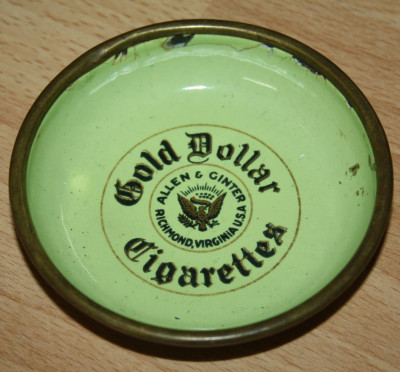 Gold Dollar
ALLEN & GINTER
RICHMOND, VIRGINIA U.S.A
Cigarettes